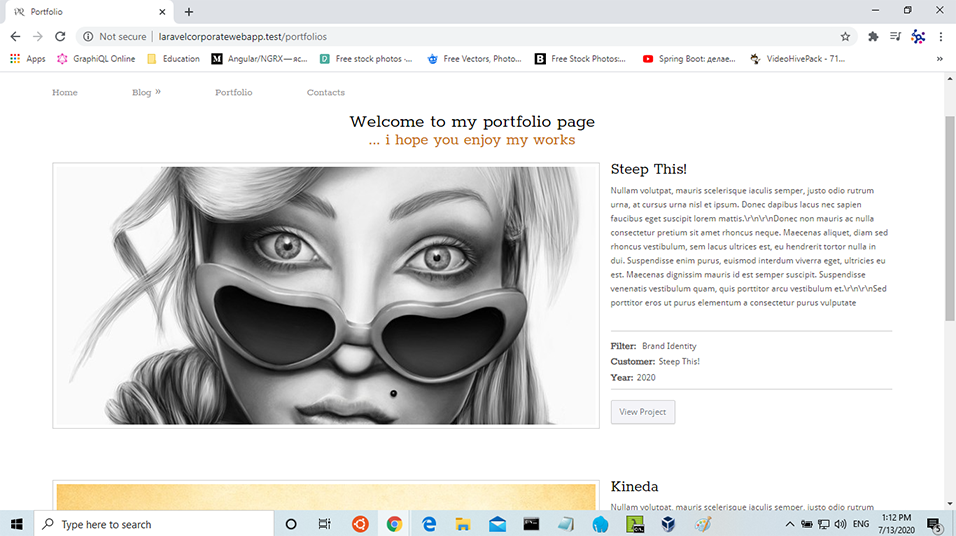 Portfolio
Not secure | laravelcorporatewebapp.test/portfolios
Apps GraphiQL Online Education Angular/NGRX — яс... Free stock photos -... Free Vectors, Photo... Free Stock Photos:... Spring Boot: делае... VideoHivePack - 71... »
Home Blog » Portfolio Contacts
Welcome to my portfolio page
... i hope you enjoy my works
Steep This!
Nullam volutpat, mauris scelerisque iaculis semper, justo odio rutrum
urna, at cursus urna nisl et ipsum. Donec dapibus lacus nec sapien
faucibus eget suscipit lorem mattis.\r\n\r\nDonec non mauris ac nulla
consectetur pretium sit amet rhoncus neque. Maecenas aliquet, diam sed
rhoncus vestibulum, sem lacus ultrices est, eu hendrerit tortor nulla in
dui. Suspendisse enim purus, euismod interdum viverra eget, ultricies eu
est. Maecenas dignissim mauris id est semper suscipit. Suspendisse
venenatis vestibulum quam, quis porttitor arcu vestibulum et.\r\n\r\nSed
porttitor eros ut purus elementum a consectetur purus vulputate
Filter: Brand Identity
Customer: Steep This!
Year: 2020
View Project
Kineda
Nullam volutpat, mauris scelerisque iaculis semper, justo odio rutrum
Type here to search
ENG
1:12 PM
7/13/2020
5